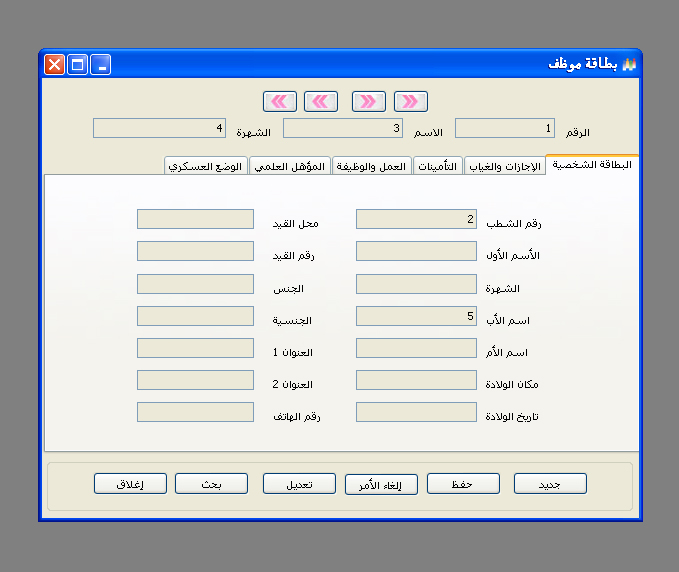 بطاقة موظف
الرقم 1 الاسم 3 الشهرة 4
البطاقة الشخصية الإجازات والغياب التأمينات العمل والوظيفة المؤهل العلمي الوضع العسكري
رقم الشطب 2 محل القيد
الأسم الأول رقم القيد
الشهرة الجنس
اسم الأب 5 الجنسية
اسم الأم العنوان 1
مكان الولادة العنوان 2
تاريخ الولادة رقم الهاتف
جديد حفظ إلغاء الأمر تعديل بحث إغلاق